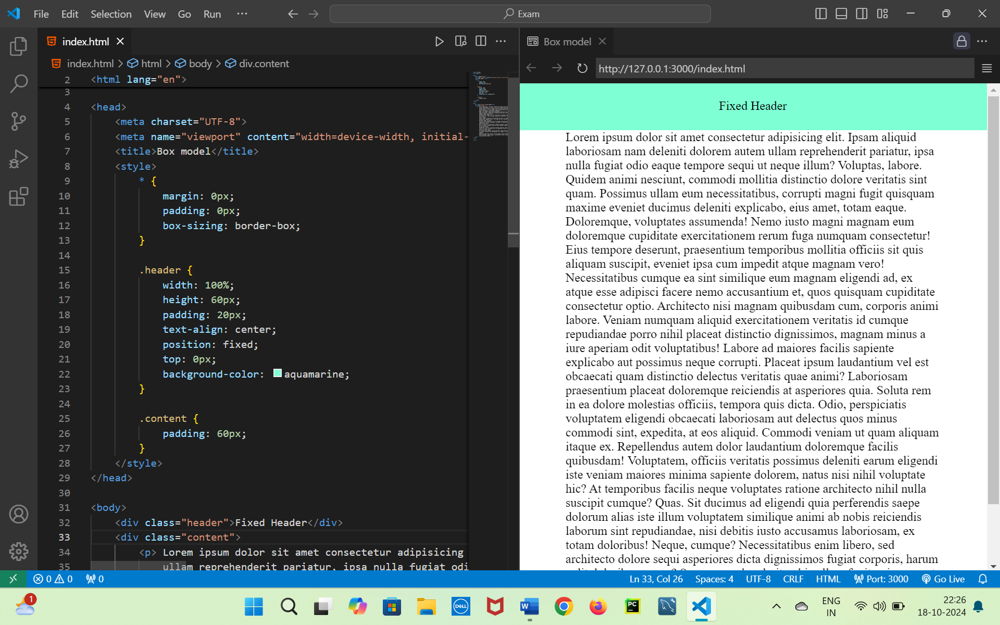 File Edit Selection View Go Run ··· Exam
index.html
index.html > html > body > div.content
2 <html lang="en">
3
4 <head>
5 <meta charset="UTF-8">
6 <meta name="viewport" content="width=device-width, initial-
7 <title>Box model</title>
8 <style>
9 * {
10 margin: 0px;
11 padding: 0px;
12 box-sizing: border-box;
13 }
14
15 .header {
16 width: 100%;
17 height: 60px;
18 padding: 20px;
19 text-align: center;
20 position: fixed;
21 top: 0px;
22 background-color: aquamarine;
23 }
24
25 .content {
26 padding: 60px;
27 }
28 </style>
29 </head>
30
31 <body>
32 <div class="header">Fixed Header</div>
33 <div class="content">
34 <p> Lorem ipsum dolor sit amet consectetur adipisicing
35 ullam reprehenderit pariatur, ipsa nulla fugiat odi
Box model
http://127.0.0.1:3000/index.html
Fixed Header
Lorem ipsum dolor sit amet consectetur adipisicing elit. Ipsam aliquid
laboriosam nam deleniti dolorem autem ullam reprehenderit pariatur, ipsa
nulla fugiat odio eaque tempore sequi ut neque illum? Voluptas, labore.
Quidem animi nesciunt, commodi mollitia distinctio dolore veritatis sint
quam. Possimus ullam eum necessitatibus, corrupti magni fugit quisquam
maxime eveniet ducimus deleniti explicabo, eius amet, totam eaque.
Doloremque, voluptates assumenda! Nemo iusto magni magnam eum
doloremque cupiditate exercitationem rerum fuga numquam consectetur!
Eius tempore deserunt, praesentium temporibus mollitia officiis sit quis
aliquam suscipit, eveniet ipsa cum impedit atque magnam vero!
Necessitatibus cumque ea sint similique eum magnam eligendi ad, ex
atque esse adipisci facere nemo accusantium et, quos quisquam cupiditate
consectetur optio. Architecto nisi magnam quibusdam cum, corporis animi
labore. Veniam numquam aliquid exercitationem veritatis id cumque
repudiandae porro nihil placeat distinctio dignissimos, magnam minus a
iure aperiam odit voluptatibus! Labore ad maiores facilis sapiente
explicabo aut possimus neque corrupti. Placeat ipsum laudantium vel est
obcaecati quam distinctio delectus veritatis quae animi? Laboriosam
praesentium placeat doloremque reiciendis at asperiores quia. Soluta rem
in ea dolore molestias officiis, tempora quis dicta. Odio, perspiciatis
voluptatem eligendi obcaecati laboriosam aut delectus quos minus
commodi sint, expedita, at eos aliquid. Commodi veniam ut quam aliquam
itaque ex. Repellendus autem dolor laudantium doloremque facilis
quibusdam! Voluptatem, officiis veritatis possimus deleniti earum eligendi
iste veniam maiores minima sapiente dolorem, natus nisi nihil voluptate
hic? At temporibus facilis neque voluptates ratione architecto nihil nulla
suscipit cumque? Quas. Sit ducimus ad eligendi quia perferendis saepe
dolorum alias iste illum voluptatem similique animi ab nobis reiciendis
laborum sint repudiandae, nisi debitis iusto accusamus laboriosam, ex
totam doloribus! Neque, cumque? Necessitatibus enim libero, sed
architecto dolore sequi asperiores dicta dignissimos fugiat corporis, harum
0 0 0 Ln 33, Col 26 Spaces: 4 UTF-8 CRLF HTML Port: 3000 Go Live
1 DELL W PC ENG 22:26
IN 18-10-2024